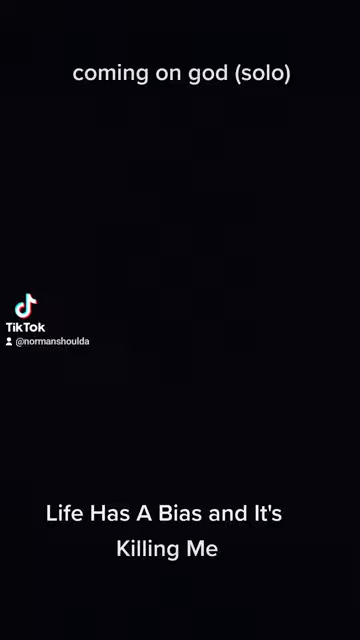 coming on god (solo)
TikTok
@normanshoulda
Life Has A Bias and It's
Killing Me